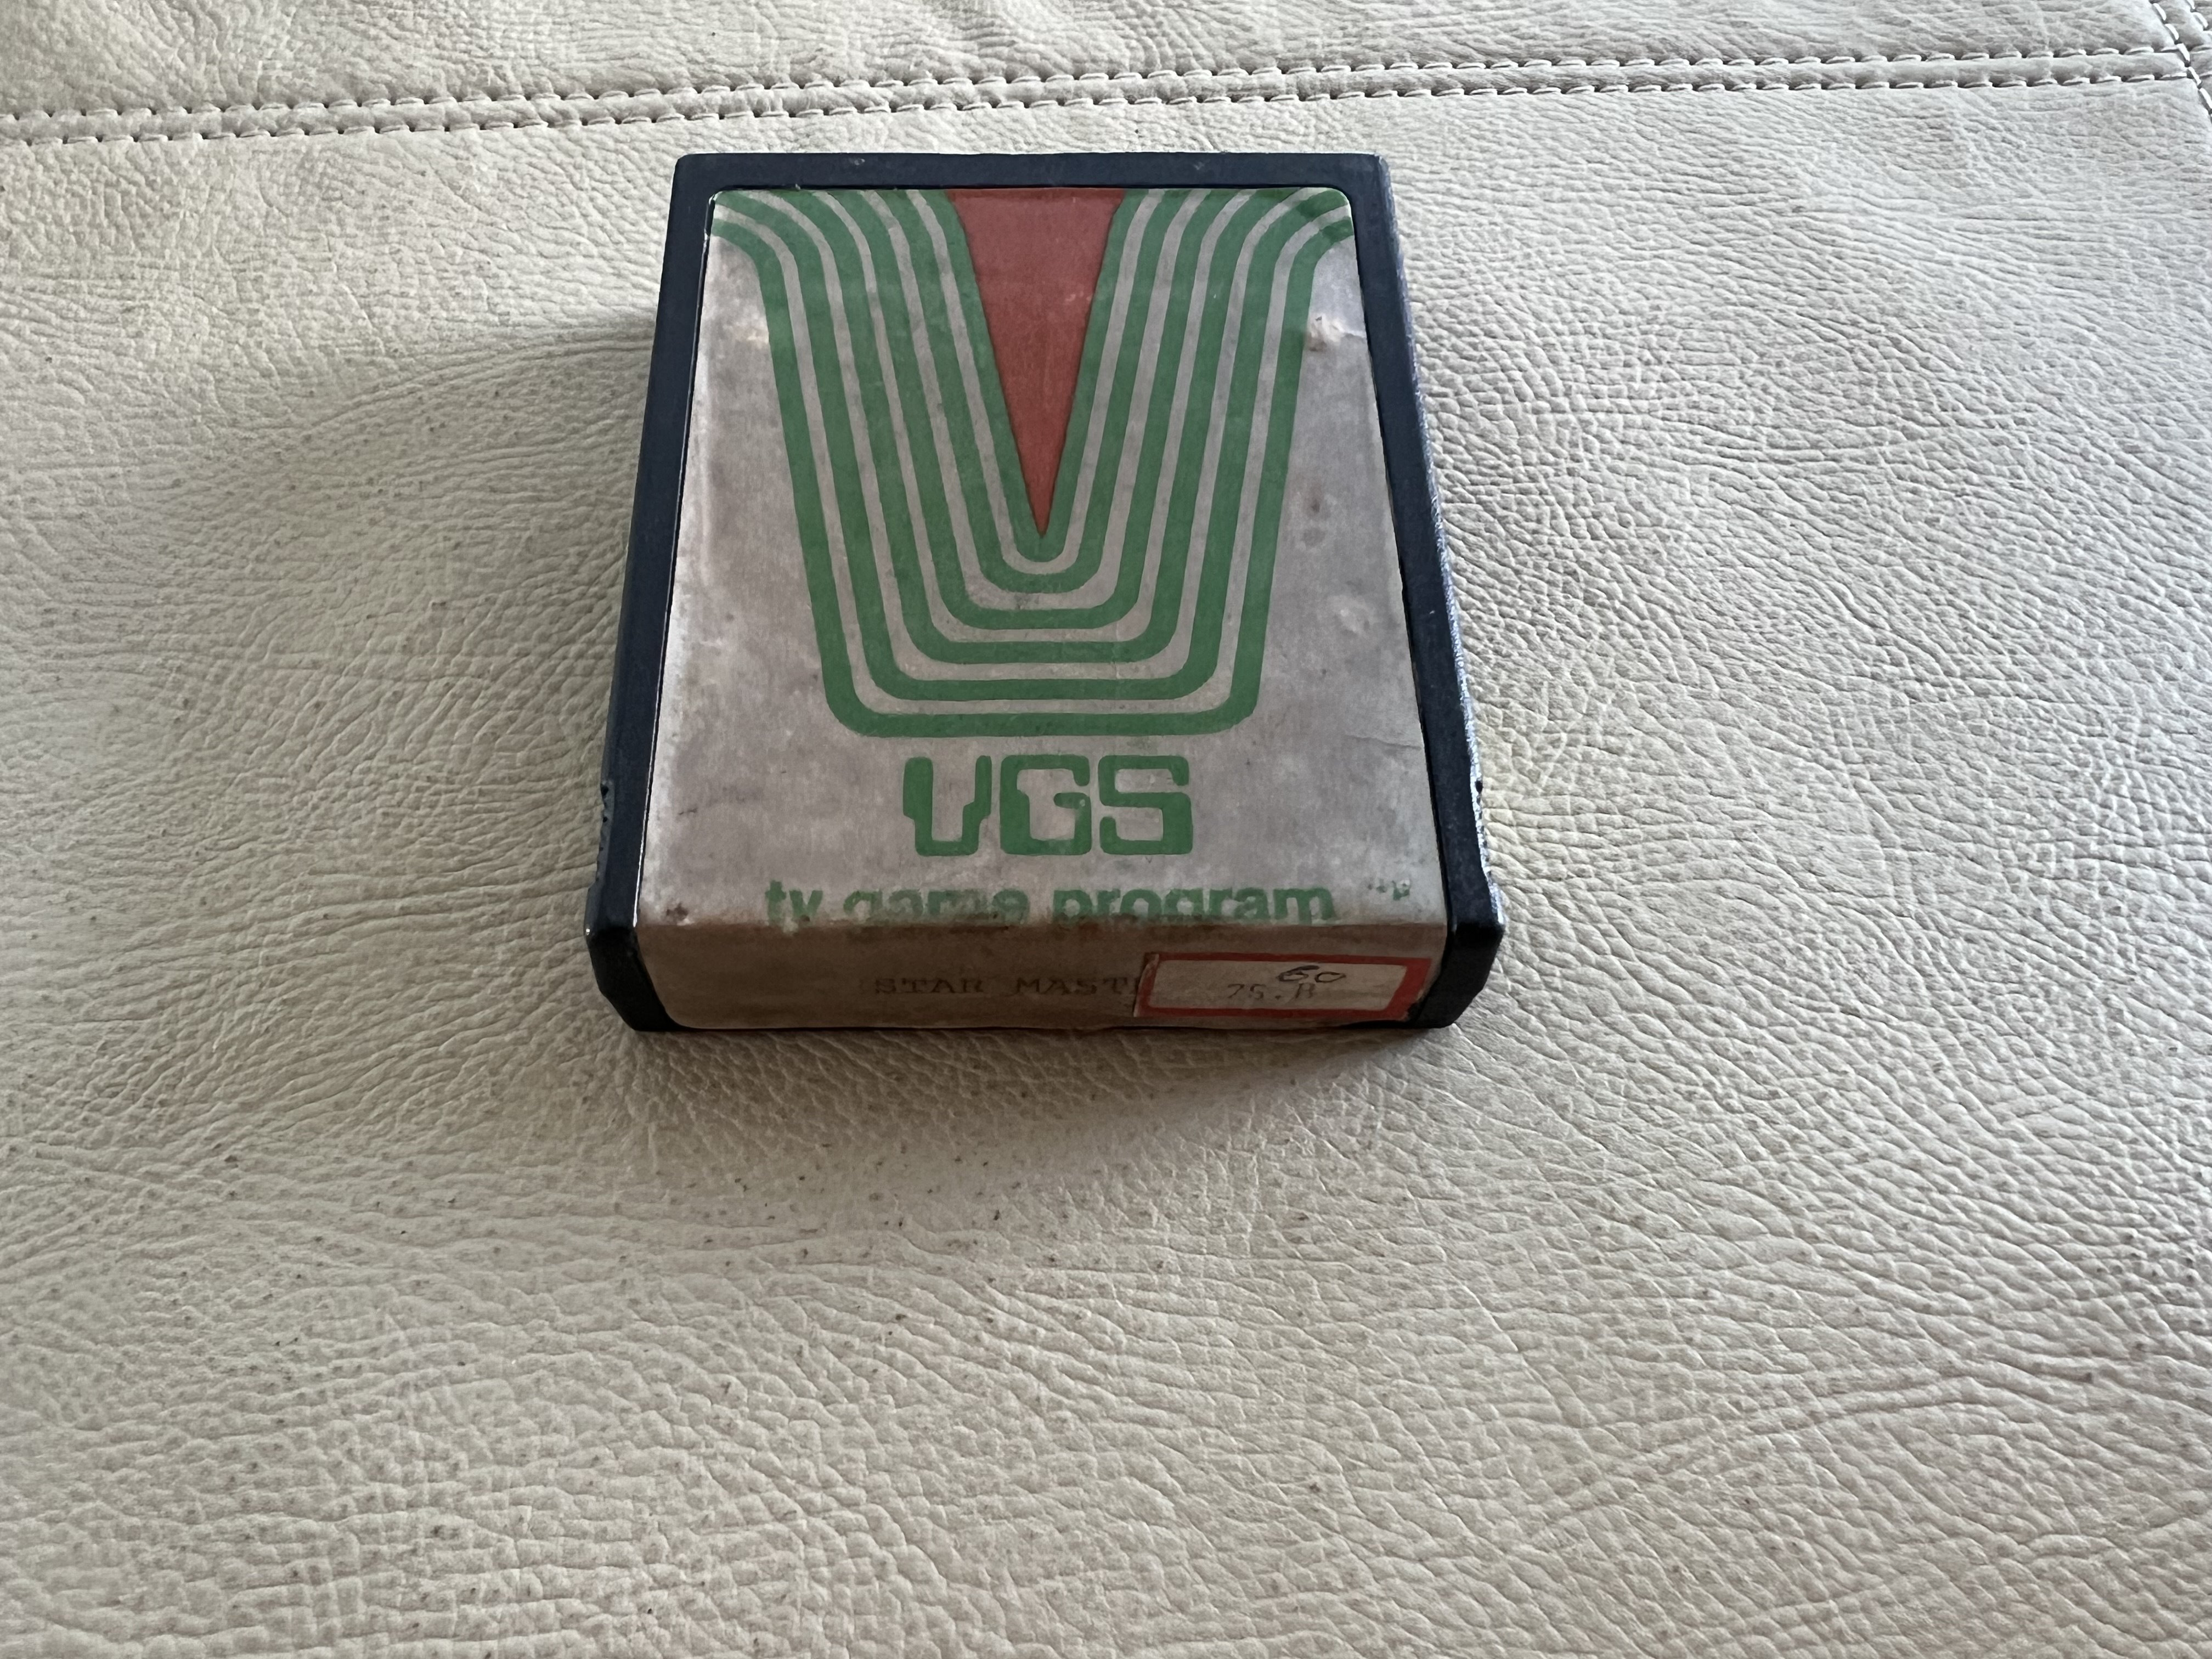 VGS
tv game program
STAR MAST
60
75.B